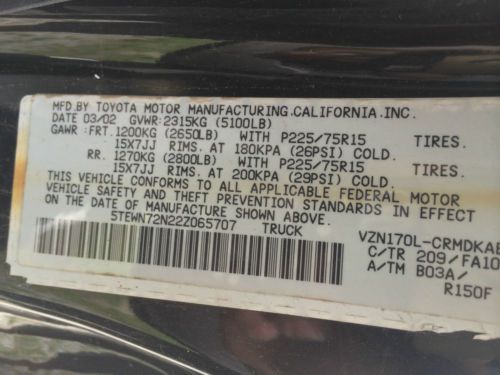 MFD.BY TOYOTA MOTOR MANUFACTURING,CALIFORNIA,INC.
DATE 03/02 GVWR:2315KG (5100LB)
GAWR: FRT.1200KG (2650LB) WITH P225/75R15 TIRES.
15X7JJ RIMS. AT 180KPA (26PSI) COLD.
RR. 1270KG (2800LB) WITH P225/75R15 TIRES.
15X7JJ RIMS. AT 200KPA (29PSI) COLD.
THIS VEHICLE CONFORMS TO ALL APPLICABLE FEDERAL MOTOR
VEHICLE SAFETY AND THEFT PREVENTION STANDARDS IN EFFECT
ON THE DATE OF MANUFACTURE SHOWN ABOVE.
5TEWN72N22Z065707 TRUCK
VZN170L-CRMDKAB
C/TR 209/FA10
A/TM B03A/
R150F